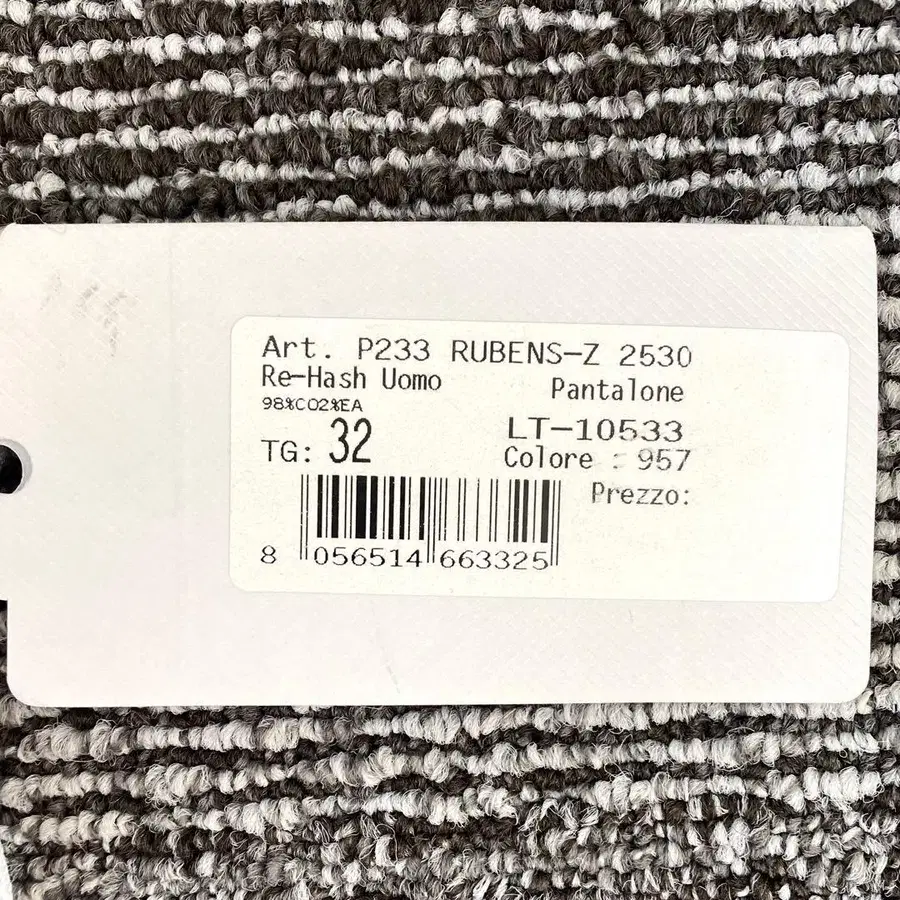 Art. P233 RUBENS-Z 2530
Re-Hash Uomo Pantalone
98%CO2%EA
TG: 32 LT-10533
Colore : 957
Prezzo:
8 056514 663325